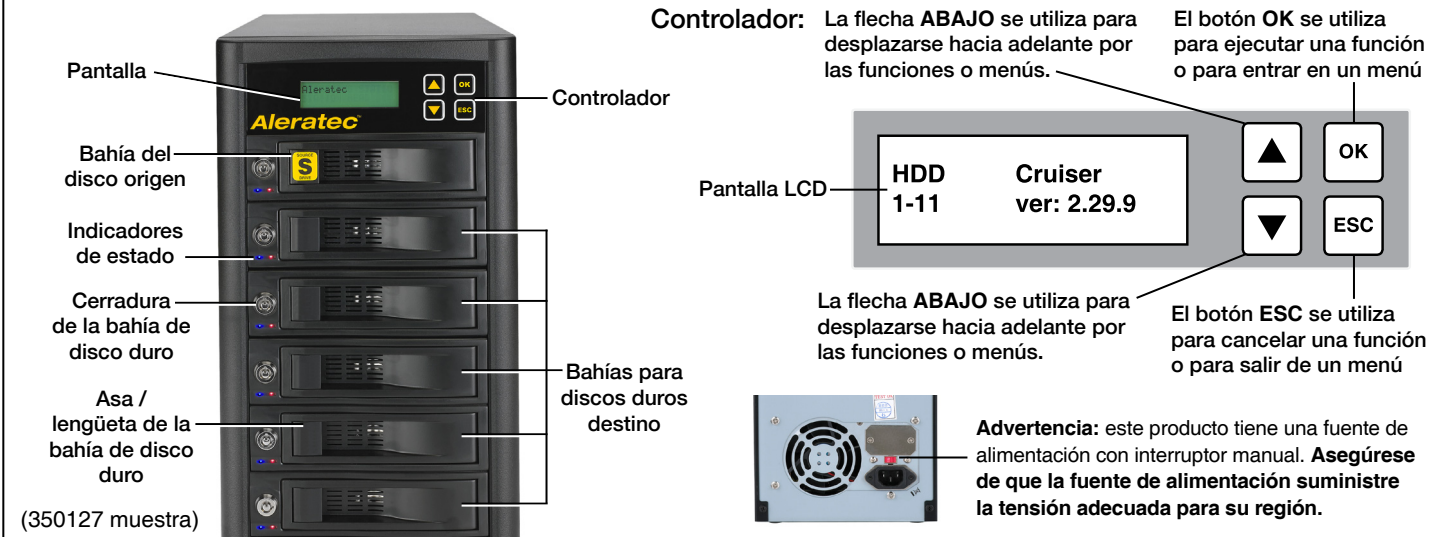 Pantalla
Bahía del
disco origen
Indicadores
de estado
Cerradura
de la bahía de
disco duro
Asa /
lengüeta de la
bahía de disco
duro
(350127 muestra)
Aleratec
OK
ESC
Aleratec
SOURCE
S
DRIVE
Controlador
Bahías para
discos duros
destino
Controlador:
La flecha ABAJO se utiliza para
desplazarse hacia adelante por
las funciones o menús.
El botón OK se utiliza
para ejecutar una función
o para entrar en un menú
Pantalla LCD
HDD Cruiser
1-11 ver: 2.29.9
OK
ESC
La flecha ABAJO se utiliza para
desplazarse hacia adelante por
las funciones o menús.
El botón ESC se utiliza
para cancelar una función
o para salir de un menú
Advertencia: este producto tiene una fuente de
alimentación con interruptor manual. Asegúrese
de que la fuente de alimentación suministre
la tensión adecuada para su región.